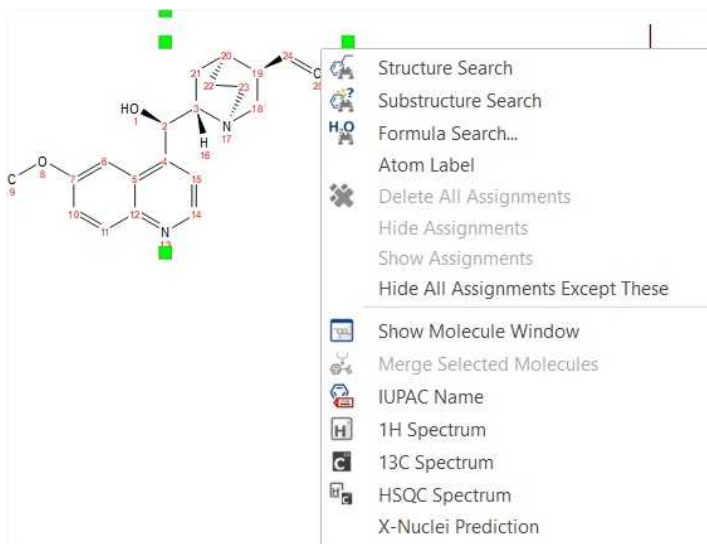 20
24
21
19
25
22
23
HO
1
2
3
18
N
17
H
16
4
O
8
6
7
5
15
C
9
10
12
14
11
N
13
Structure Search
Substructure Search
H₂O Formula Search...
Atom Label
Delete All Assignments
Hide Assignments
Show Assignments
Hide All Assignments Except These
Show Molecule Window
Merge Selected Molecules
IUPAC Name
H 1H Spectrum
C 13C Spectrum
H C HSQC Spectrum
X-Nuclei Prediction